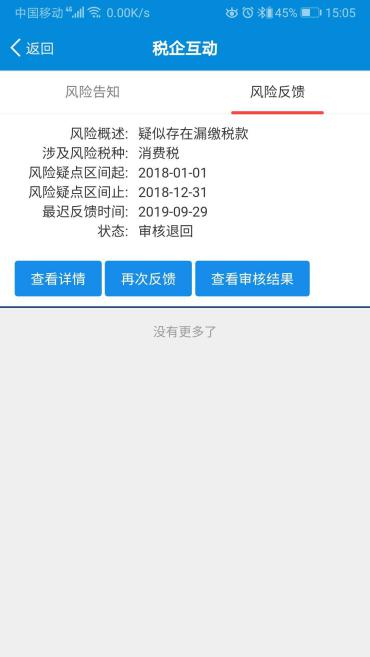 中国移动 4G 0.00K/s 45% 15:05
返回 税企互动
风险告知 风险反馈
风险概述: 疑似存在漏缴税款
涉及风险税种: 消费税
风险疑点区间起: 2018-01-01
风险疑点区间止: 2018-12-31
最迟反馈时间: 2019-09-29
状态: 审核退回
查看详情 再次反馈 查看审核结果
没有更多了